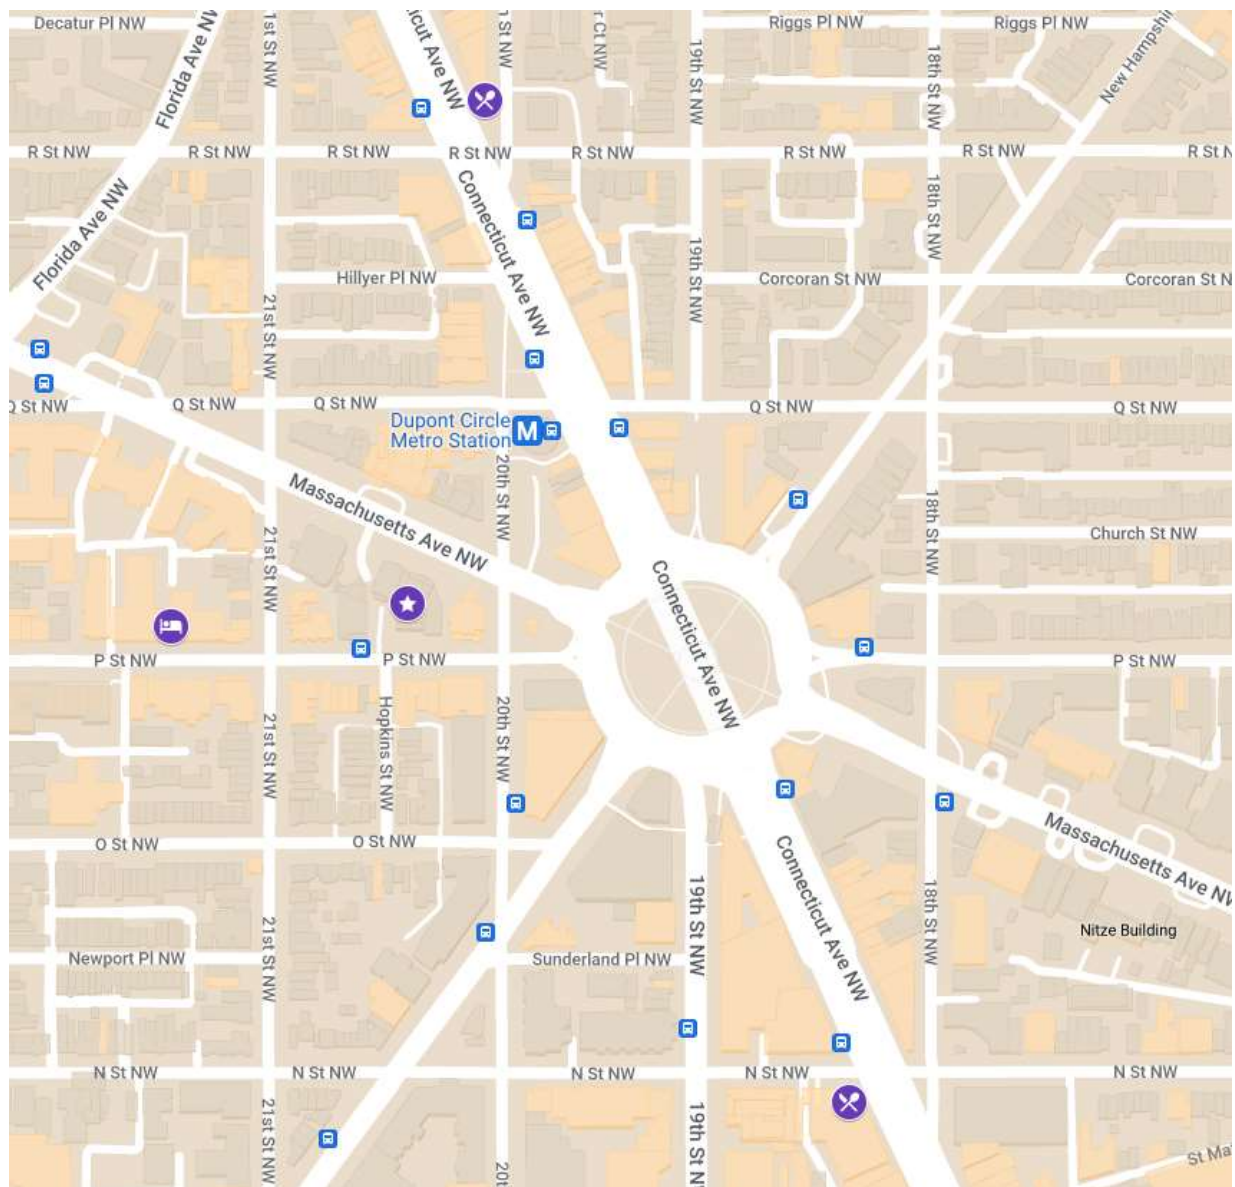 Decatur Pl NW
Riggs Pl NW
Riggs Pl NW
1st St NW
Florida Ave NW
icut Ave NW
n St NW
r Ct NW
19th St NW
18th St NW
New Hampshi
R St NW
R St NW
R St NW
R St NW
R St NW
R St NW
R St NW
R St N
Florida Ave NW
Connecticut Ave NW
19th St NW
18th St NW
Hillyer Pl NW
Corcoran St NW
Corcoran St N
21st St NW
Q St NW
Q St NW
Q St NW
Q St NW
Q St NW
Dupont Circle
Metro Station
M
Massachusetts Ave NW
20th St NW
18th St NW
21st St NW
Church St NW
Connecticut Ave NW
P St NW
P St NW
P St NW
Hopkins St NW
20th St NW
21st St NW
O St NW
O St NW
Massachusetts Ave NW
Connecticut Ave NW
19th St NW
18th St NW
Nitze Building
21st St NW
Newport Pl NW
Sunderland Pl NW
N St NW
N St NW
N St NW
N St NW
N St NW
21st St NW
20t
19th St N
St Ma